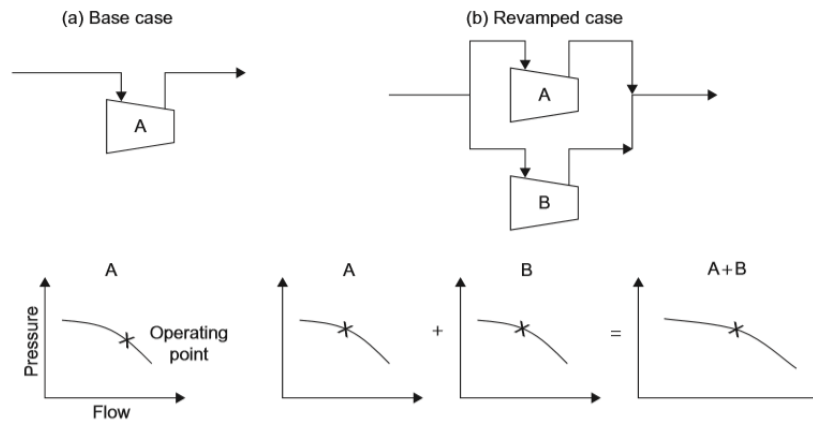 (a) Base case
(b) Revamped case
A
A
B
A
A
B
A+B
Pressure
Operating
point
+
=
Flow